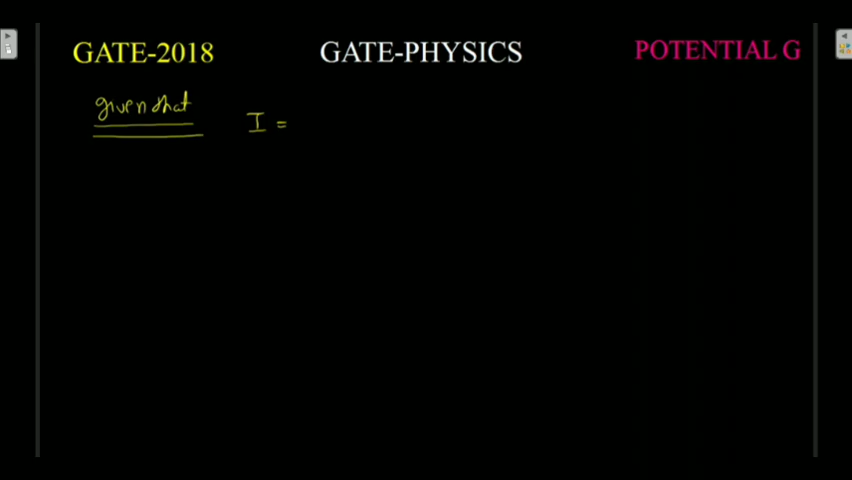 GATE-2018 GATE-PHYSICS POTENTIAL G
given that I =